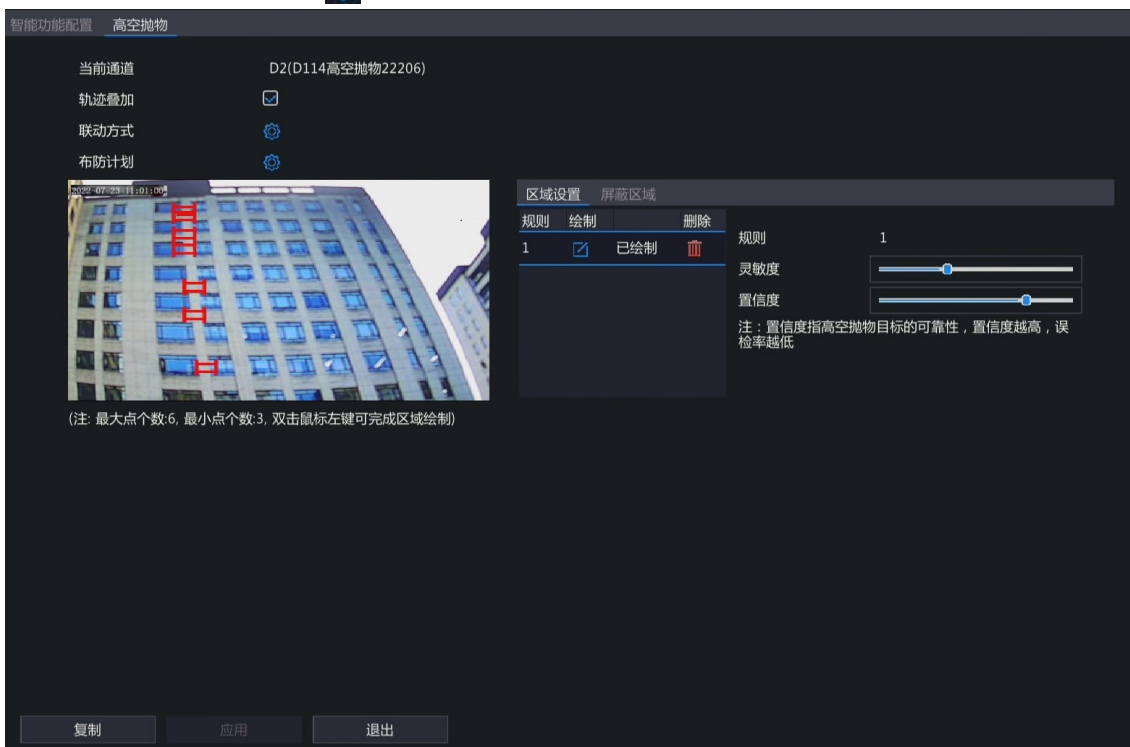 智能功能配置 高空抛物
当前通道 D2(D114高空抛物22206)
轨迹叠加
联动方式
布防计划
2022-07-23 11:01:00
区域设置 屏蔽区域
规则 绘制 删除
1 已绘制
规则 1
灵敏度
置信度
注：置信度指高空抛物目标的可靠性，置信度越高，误
检率越低
(注: 最大点个数:6, 最小点个数:3, 双击鼠标左键可完成区域绘制)
复制 应用 退出